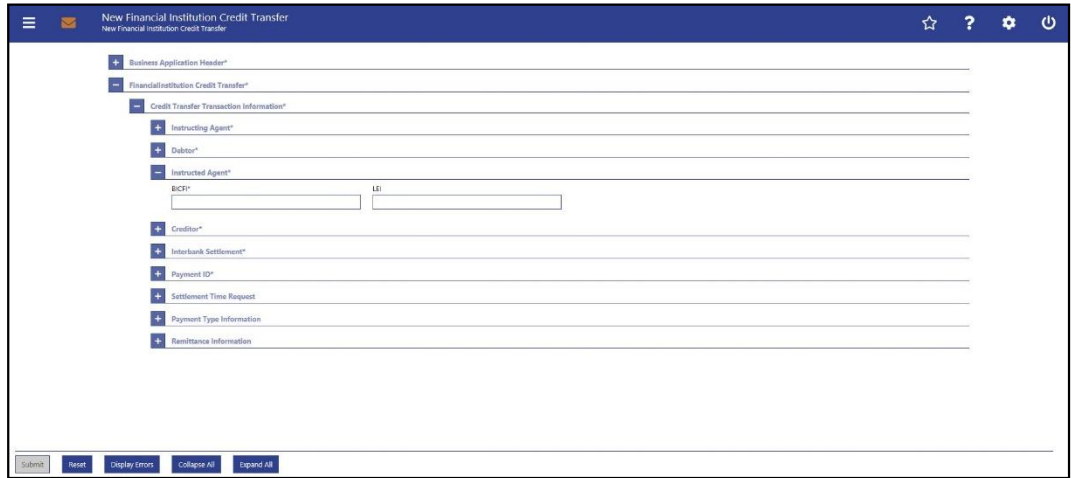 New Financial Institution Credit Transfer
New Financial Institution Credit Transfer
Business Application Header*
FinancialInstitution Credit Transfer*
Credit Transfer Transaction Information*
Instructing Agent*
Debtor*
Instructed Agent*
BICFI* LEI
Creditor*
Interbank Settlement*
Payment ID*
Settlement Time Request
Payment Type Information
Remittance Information
Submit Reset Display Errors Collapse All Expand All